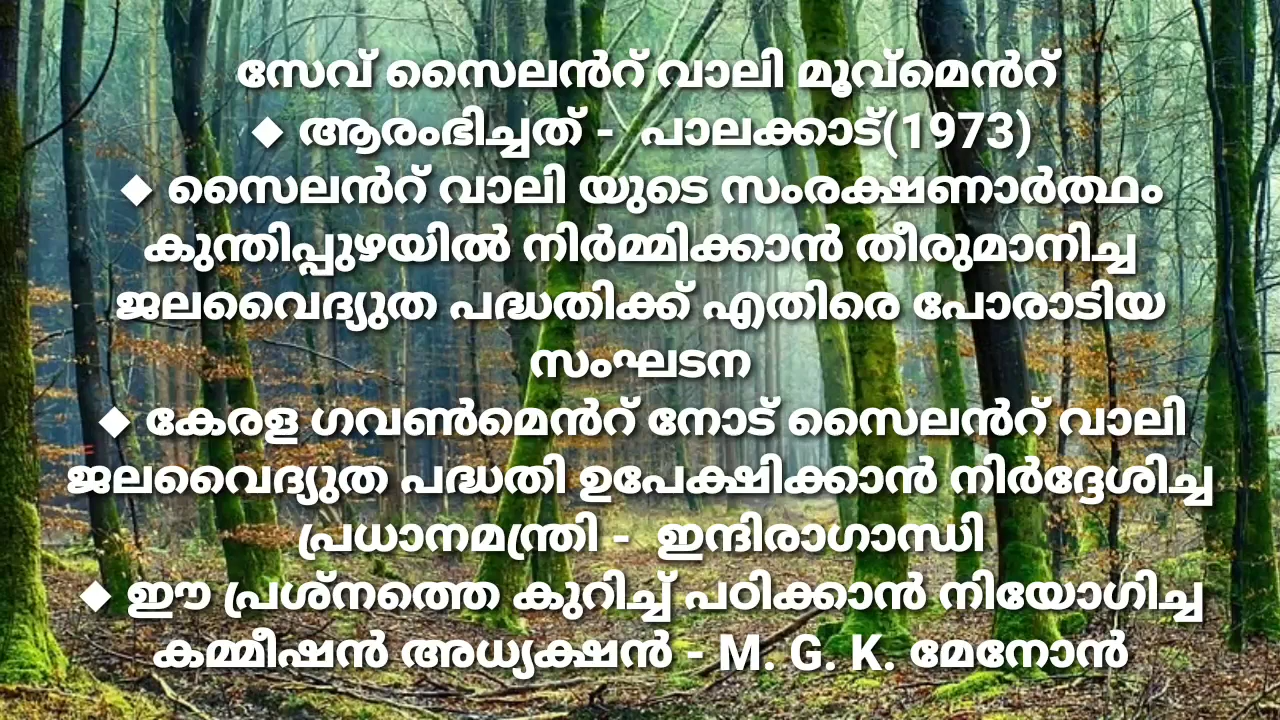 സേവ് സൈലൻറ് വാലി മൂവ്മെൻറ്
◆ ആരംഭിച്ചത് - പാലക്കാട്(1973)
◆ സൈലൻറ് വാലി യുടെ സംരക്ഷണാർത്ഥം
കുന്തിപ്പുഴയിൽ നിർമ്മിക്കാൻ തീരുമാനിച്ച
ജലവൈദ്യുത പദ്ധതിക്ക് എതിരെ പോരാടിയ
സംഘടന
◆ കേരള ഗവൺമെൻറ് നോട് സൈലൻറ് വാലി
ജലവൈദ്യുത പദ്ധതി ഉപേക്ഷിക്കാൻ നിർദ്ദേശിച്ച
പ്രധാനമന്ത്രി - ഇന്ദിരാഗാന്ധി
◆ ഈ പ്രശ്നത്തെ കുറിച്ച് പഠിക്കാൻ നിയോഗിച്ച
കമ്മീഷൻ അധ്യക്ഷൻ - M. G. K. മേനോൻ